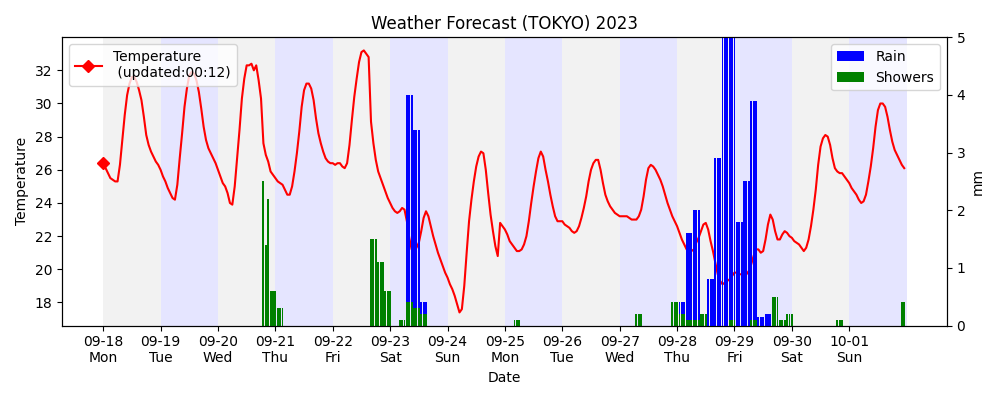 Weather Forecast (TOKYO) 2023
Temperature
(updated:00:12)
Rain
Showers
Temperature
32
30
28
26
24
22
20
18
5
4
3
2
1
0
mm
09-18 09-19 09-20 09-21 09-22 09-23 09-24 09-25 09-26 09-27 09-28 09-29 09-30 10-01
Mon Tue Wed Thu Fri Sat Sun Mon Tue Wed Thu Fri Sat Sun
Date